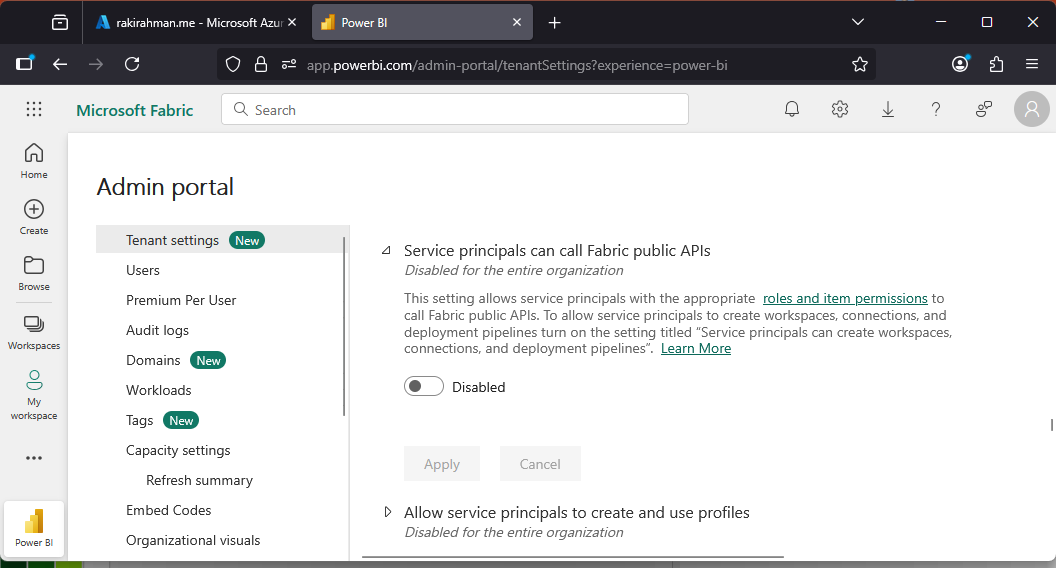 rakirahman.me - Microsoft Azu
Power BI
app.powerbi.com/admin-portal/tenantSettings?experience=power-bi
Microsoft Fabric
Search
Home
Create
Browse
Workspaces
My
workspace
Power BI
Admin portal
Tenant settings New
Users
Premium Per User
Audit logs
Domains New
Workloads
Tags New
Capacity settings
Refresh summary
Embed Codes
Organizational visuals
Service principals can call Fabric public APIs
Disabled for the entire organization
This setting allows service principals with the appropriate roles and item permissions to
call Fabric public APIs. To allow service principals to create workspaces, connections, and
deployment pipelines turn on the setting titled “Service principals can create workspaces,
connections, and deployment pipelines”. Learn More
Disabled
Apply Cancel
Allow service principals to create and use profiles
Disabled for the entire organization